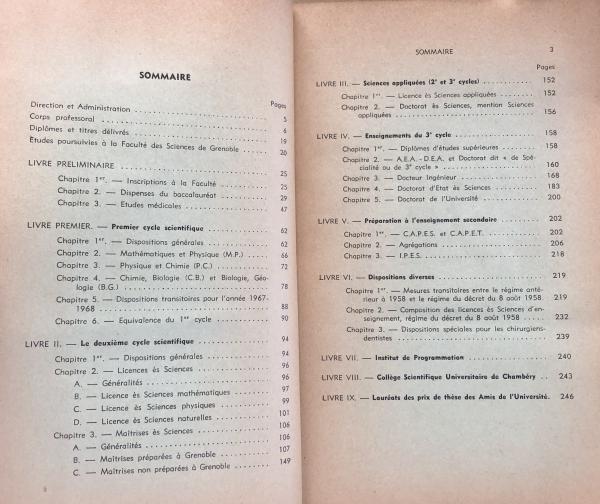 SOMMAIRE
Pages
Direction et Administration 5
Corps professoral 6
Diplômes et titres délivrés 19
Etudes poursuivies à la Faculté des Sciences de Grenoble 20
LIVRE PRELIMINAIRE 25
Chapitre 1er. — Inscriptions à la Faculté 25
Chapitre 2. — Dispenses du baccalauréat 29
Chapitre 3. — Etudes médicales 47
LIVRE PREMIER. — Premier cycle scientifique 62
Chapitre 1er. — Dispositions générales 62
Chapitre 2. — Mathématiques et Physique (M.P.) 66
Chapitre 3. — Physique et Chimie (P.C.) 72
Chapitre 4. — Chimie, Biologie (C.B.) et Biologie, Géo-
logie (B.G.) 78
Chapitre 5. — Dispositions transitoires pour l'année 1967-
1968 88
Chapitre 6. — Equivalence du 1er cycle 90
LIVRE II. — Le deuxième cycle scientifique 94
Chapitre 1er. — Dispositions générales 94
Chapitre 2. — Licences ès Sciences 96
A. — Généralités 96
B. — Licence ès Sciences mathématiques 97
C. — Licence ès Sciences physiques 99
D. — Licence ès Sciences naturelles 101
Chapitre 3. — Maîtrises ès Sciences 106
A. — Généralités 106
B. — Maîtrises préparées à Grenoble 107
C. — Maîtrises non préparées à Grenoble 149
SOMMAIRE 3
Pages
LIVRE III. — Sciences appliquées (2e et 3e cycles) 152
Chapitre 1er. — Licence ès Sciences appliquées 152
Chapitre 2. — Doctorat ès Sciences, mention Sciences
appliquées 156
LIVRE IV. — Enseignements du 3e cycle 158
Chapitre 1er. — Diplômes d'études supérieures 158
Chapitre 2. — A.E.A. - D.E.A. et Doctorat dit « de Spé-
cialité ou de 3e cycle » 160
Chapitre 3. — Docteur Ingénieur 168
Chapitre 4. — Doctorat d'Etat ès Sciences 183
Chapitre 5. — Doctorat de l'Université 200
LIVRE V. — Préparation à l'enseignement secondaire 202
Chapitre 1er. — C.A.P.E.S. et C.A.P.E.T. 202
Chapitre 2. — Agrégations 206
Chapitre 3. — I.P.E.S. 218
LIVRE VI. — Dispositions diverses 219
Chapitre 1er. — Mesures transitoires entre le régime anté-
rieur à 1958 et le régime du décret du 8 août 1958. 219
Chapitre 2. — Composition des licences ès Sciences d'en-
seignement, régime du décret du 8 août 1958 232
Chapitre 3. — Dispositions spéciales pour les chirurgiens-
dentistes 239
LIVRE VII. — Institut de Programmation 240
LIVRE VIII. — Collège Scientifique Universitaire de Chambéry 243
LIVRE IX. — Lauréats des prix de thèse des Amis de l'Université. 246